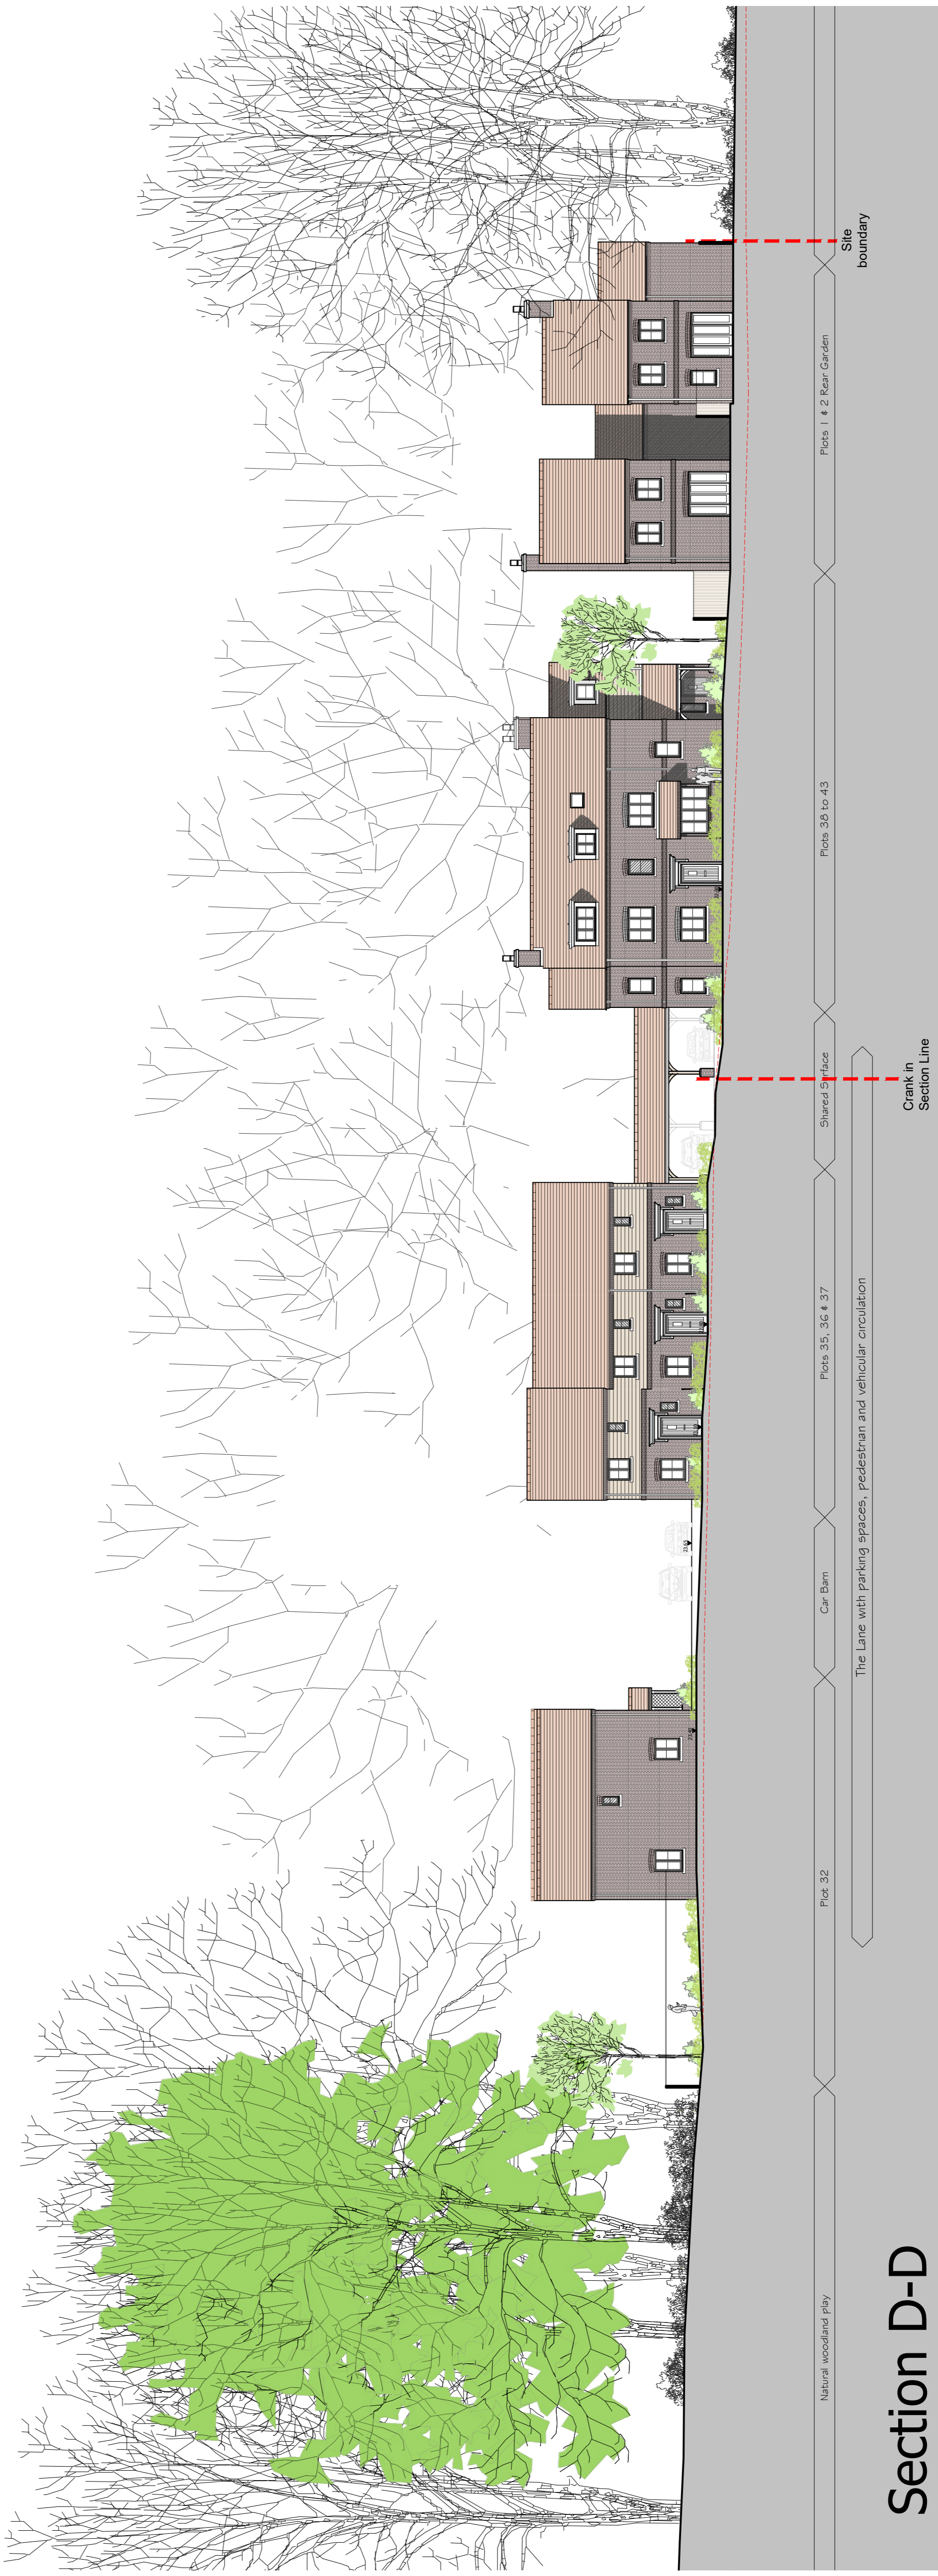 Natural woodland play
Plot 32
Car Barn
Plots 35, 36 & 37
Shared Surface
Plots 38 to 43
Plots 1 & 2 Rear Garden
Site
boundary
The Lane with parking spaces, pedestrian and vehicular circulation
Crank in
Section Line
Section D-D